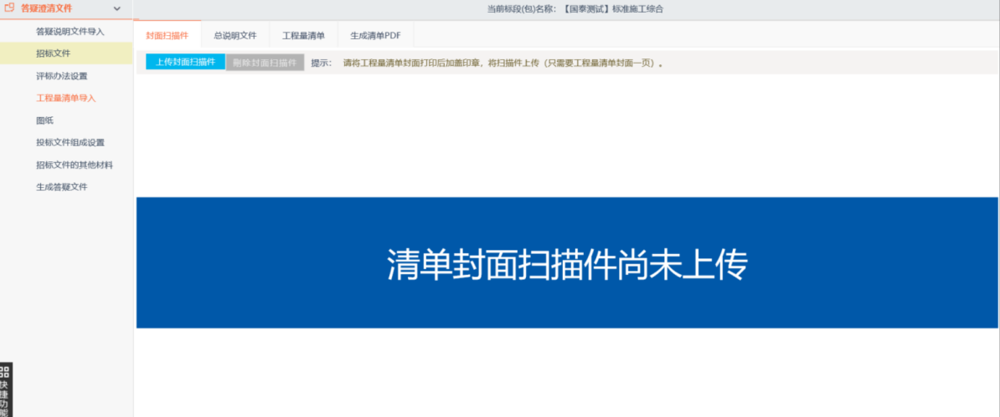 答疑澄清文件
当前标段(包)名称：【国泰测试】标准施工综合
答疑说明文件导入
招标文件
评标办法设置
工程量清单导入
图纸
投标文件组成设置
招标文件的其他材料
生成答疑文件
封面扫描件 总说明文件 工程量清单 生成清单PDF
上传封面扫描件 删除封面扫描件 提示： 请将工程量清单封面打印后加盖印章，将扫描件上传（只需要工程量清单封面一页）。
清单封面扫描件尚未上传
快捷功能